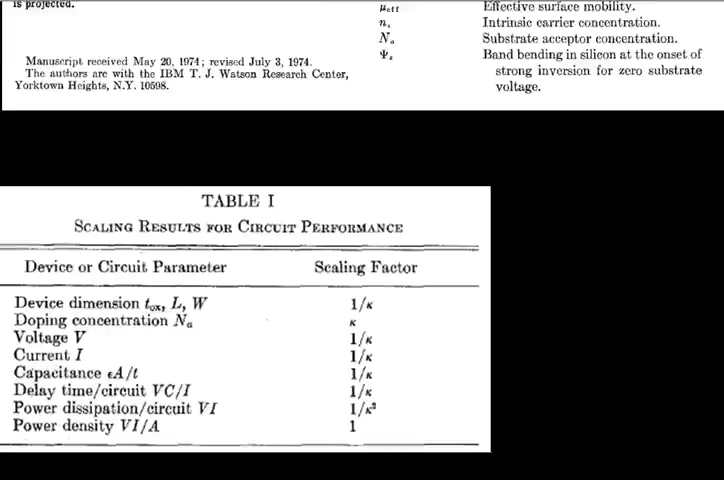 is projected.
Manuscript received May 20, 1974; revised July 3, 1974.
The authors are with the IBM T. J. Watson Research Center,
Yorktown Heights, N.Y. 10598.
μeff Effective surface mobility.
nᵢ Intrinsic carrier concentration.
Nₐ Substrate acceptor concentration.
Ψₛ Band bending in silicon at the onset of
strong inversion for zero substrate
voltage.
TABLE I
SCALING RESULTS FOR CIRCUIT PERFORMANCE
Device or Circuit Parameter Scaling Factor
Device dimension tₒₓ, L, W 1/κ
Doping concentration Nₐ κ
Voltage V 1/κ
Current I 1/κ
Capacitance εA/t 1/κ
Delay time/circuit VC/I 1/κ
Power dissipation/circuit VI 1/κ²
Power density VI/A 1